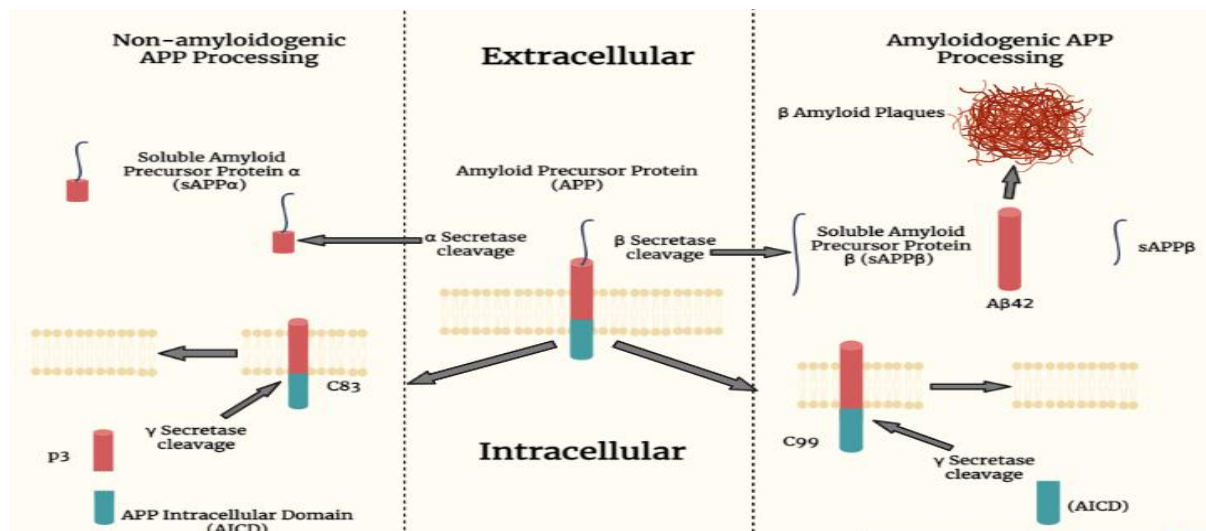 Non-amyloidogenic
APP Processing
Soluble Amyloid
Precursor Protein α
(sAPPα)
C83
γ Secretase
cleavage
p3
APP Intracellular Domain
(AICD)
Extracellular
Amyloid Precursor Protein
(APP)
α Secretase
cleavage
β Secretase
cleavage
Intracellular
Amyloidogenic APP
Processing
β Amyloid Plaques
Soluble Amyloid
Precursor Protein
β (sAPPβ)
Aβ42
sAPPβ
C99
γ Secretase
cleavage
(AICD)